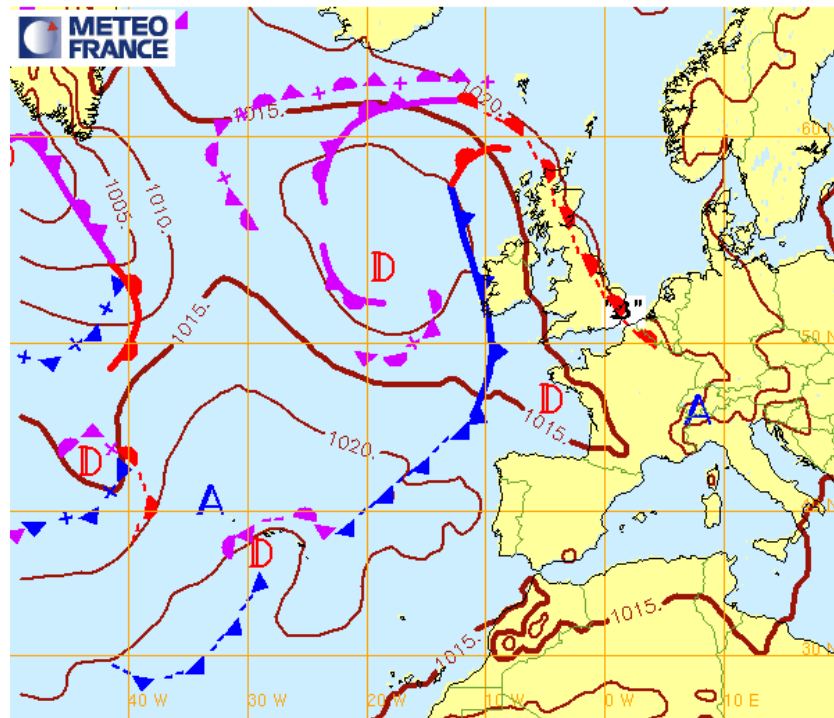 METEO
FRANCE
1020.
1015.
60 N
1010.
1005.
D
"B"
1015.
50 N
D
1015.
A
1020.
D
A
40 N
D
1015.
1015.
30 N
40 W
30 W
20 W
10 W
0 W
10 E